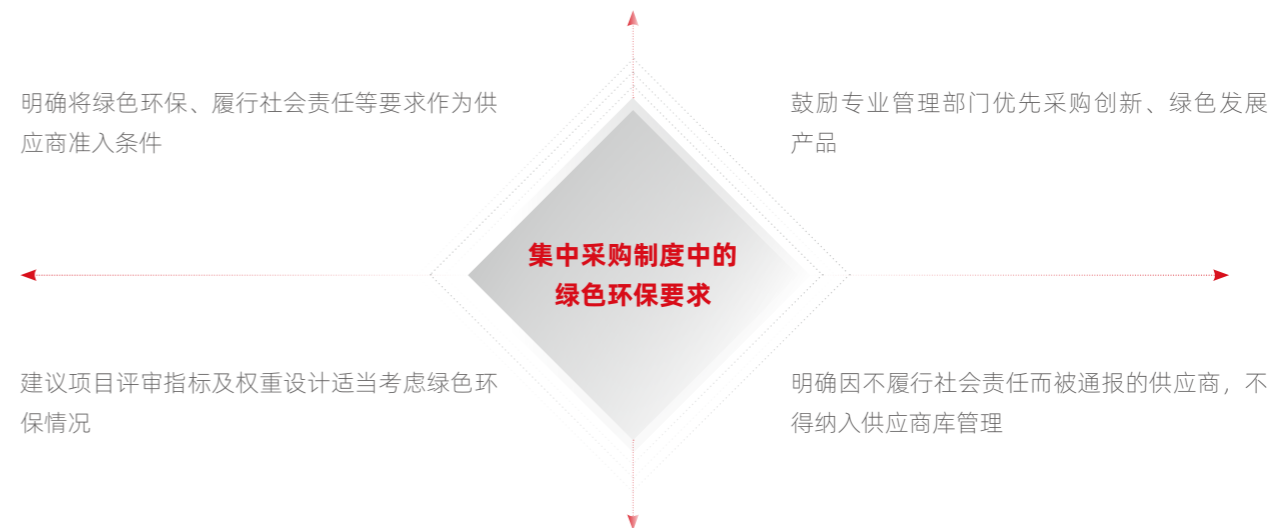 明确将绿色环保、履行社会责任等要求作为供
应商准入条件
鼓励专业管理部门优先采购创新、绿色发展
产品
集中采购制度中的
绿色环保要求
建议项目评审指标及权重设计适当考虑绿色环
保情况
明确因不履行社会责任而被通报的供应商，不
得纳入供应商库管理